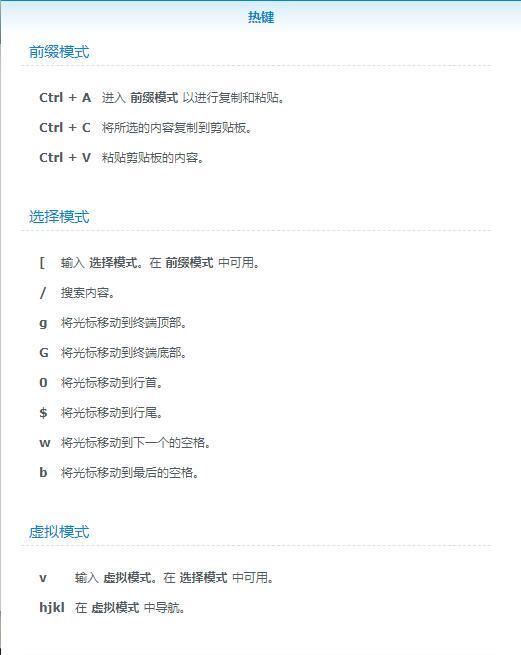 热键
前缀模式
Ctrl + A 进入 前缀模式 以进行复制和粘贴。
Ctrl + C 将所选的内容复制到剪贴板。
Ctrl + V 粘贴剪贴板的内容。
选择模式
[ 输入 选择模式。在 前缀模式 中可用。
/ 搜索内容。
g 将光标移动到终端顶部。
G 将光标移动到终端底部。
0 将光标移动到行首。
$ 将光标移动到行尾。
w 将光标移动到下一个的空格。
b 将光标移动到最后的空格。
虚拟模式
v 输入 虚拟模式。在 选择模式 中可用。
hjkl 在 虚拟模式 中导航。